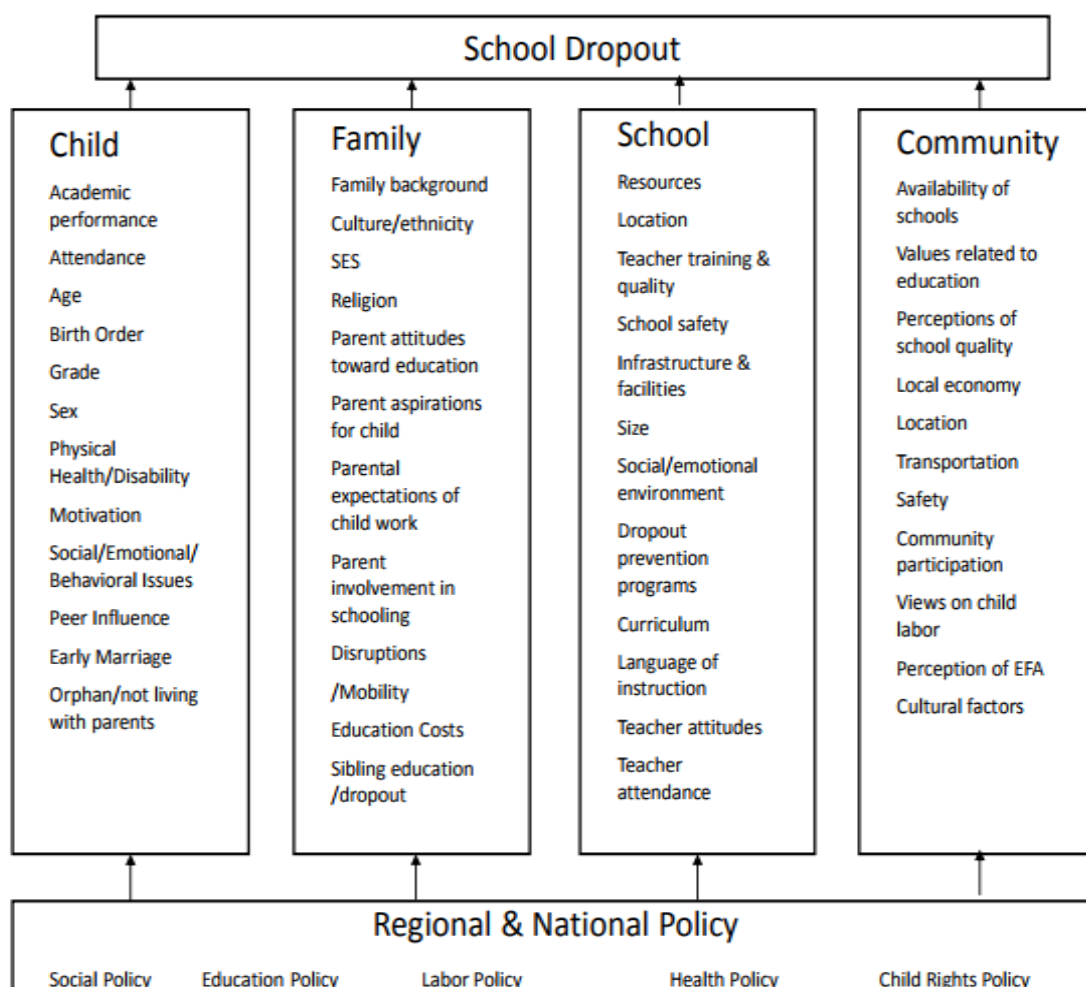 School Dropout
Child
Academic
performance
Attendance
Age
Birth Order
Grade
Sex
Physical
Health/Disability
Motivation
Social/Emotional/
Behavioral Issues
Peer Influence
Early Marriage
Orphan/not living
with parents
Family
Family background
Culture/ethnicity
SES
Religion
Parent attitudes
toward education
Parent aspirations
for child
Parental
expectations of
child work
Parent
involvement in
schooling
Disruptions
/Mobility
Education Costs
Sibling education
/dropout
School
Resources
Location
Teacher training &
quality
School safety
Infrastructure &
facilities
Size
Social/emotional
environment
Dropout
prevention
programs
Curriculum
Language of
instruction
Teacher attitudes
Teacher
attendance
Community
Availability of
schools
Values related to
education
Perceptions of
school quality
Local economy
Location
Transportation
Safety
Community
participation
Views on child
labor
Perception of EFA
Cultural factors
Regional & National Policy
Social Policy Education Policy Labor Policy Health Policy Child Rights Policy